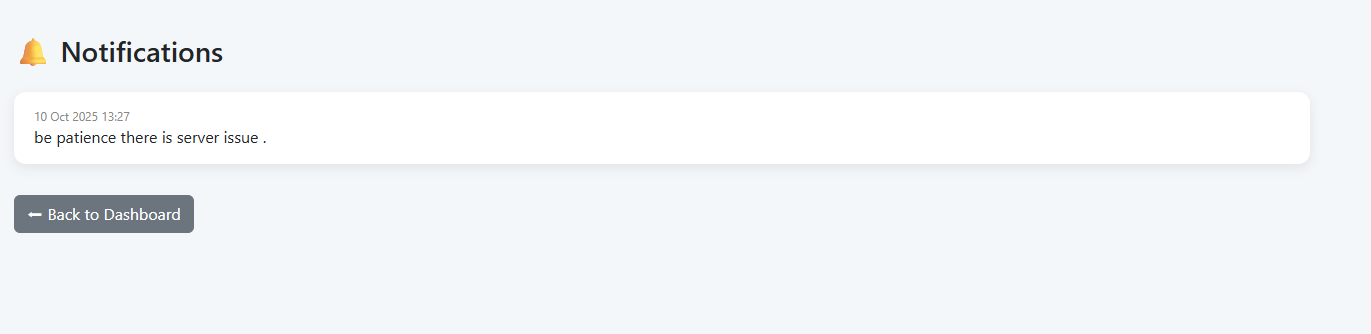 Notifications
10 Oct 2025 13:27
be patience there is server issue .
Back to Dashboard